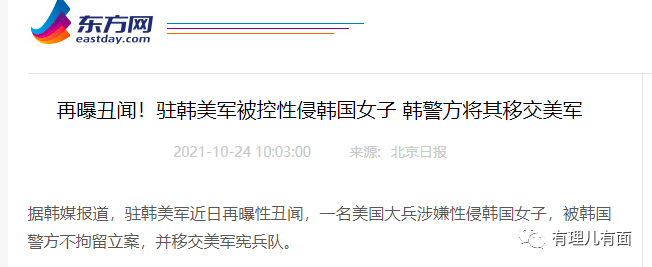 东方网
eastday.com
再曝丑闻！驻韩美军被控性侵韩国女子 韩警方将其移交美军
2021-10-24 10:03:00 来源：北京日报
据韩媒报道，驻韩美军近日再曝性丑闻，一名美国大兵涉嫌性侵韩国女子，被韩国
警方不拘留立案，并移交美军宪兵队。
有理儿有面